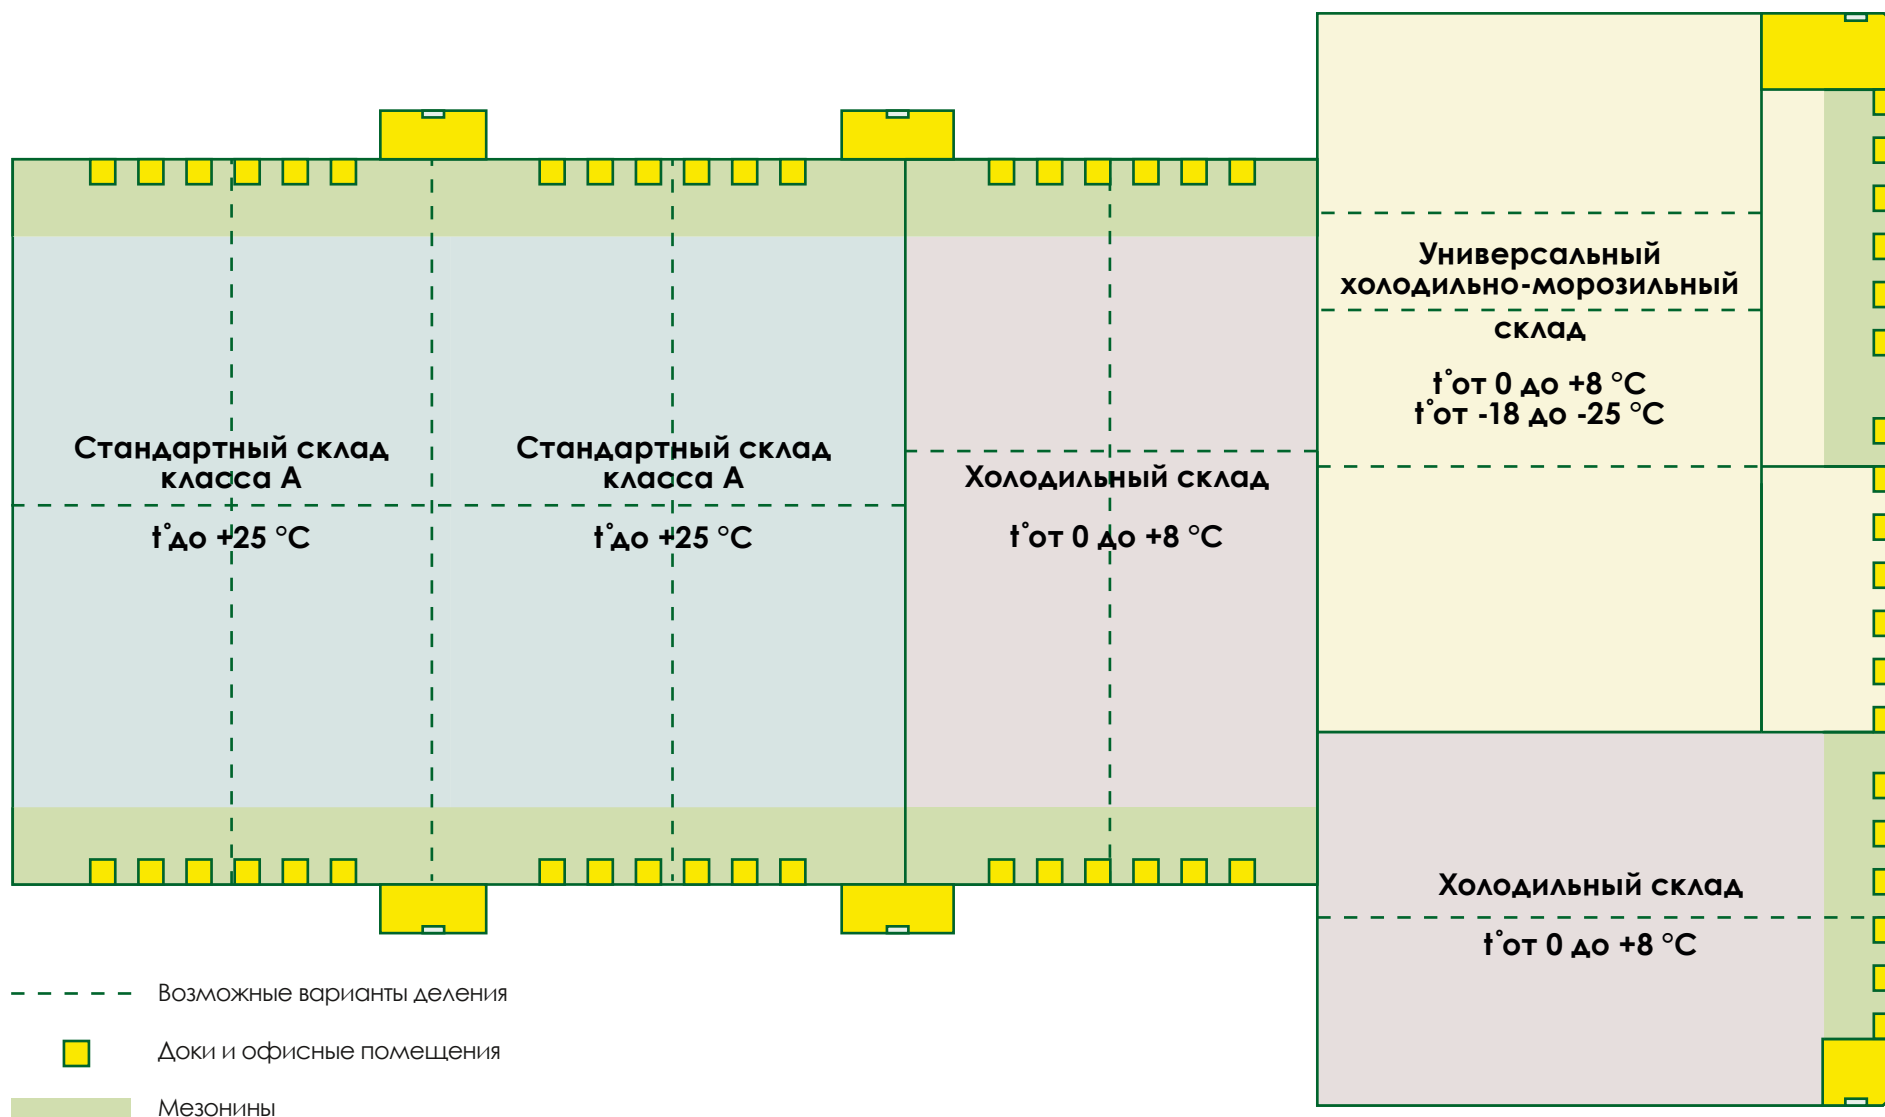 Универсальный
холодильно-морозильный
склад
t°от 0 до +8 °C
t°от -18 до -25 °C
Стандартный склад
класса А
t°до +25 °C
Стандартный склад
класса А
t°до +25 °C
Холодильный склад
t°от 0 до +8 °C
Холодильный склад
t°от 0 до +8 °C
Возможные варианты деления
Доки и офисные помещения
Мезонины